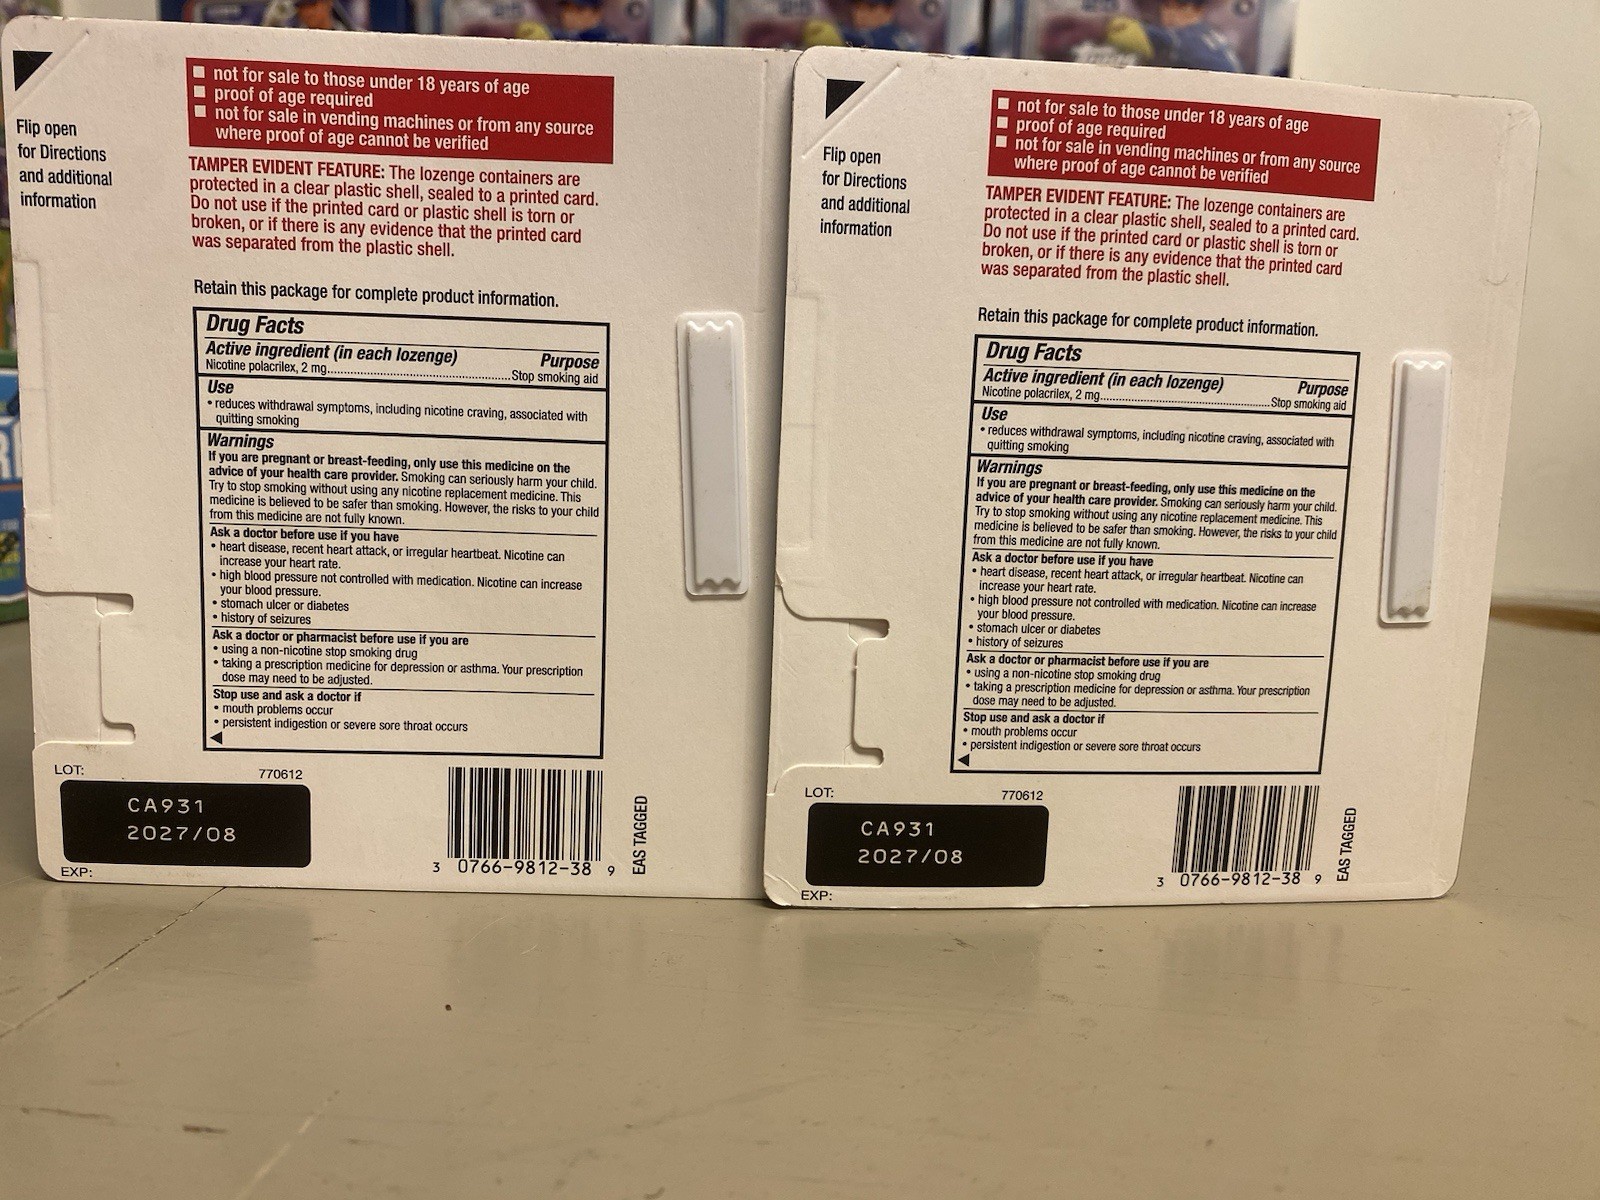 not for sale to those under 18 years of age
proof of age required
not for sale in vending machines or from any source
where proof of age cannot be verified
Flip open
for Directions
and additional
information
TAMPER EVIDENT FEATURE: The lozenge containers are
protected in a clear plastic shell, sealed to a printed card.
Do not use if the printed card or plastic shell is torn or
broken, or if there is any evidence that the printed card
was separated from the plastic shell.
Retain this package for complete product information.
Drug Facts
Active ingredient (in each lozenge) Purpose
Nicotine polacrilex, 2 mg..........Stop smoking aid
Use
• reduces withdrawal symptoms, including nicotine craving, associated with
quitting smoking
Warnings
If you are pregnant or breast-feeding, only use this medicine on the
advice of your health care provider. Smoking can seriously harm your child.
Try to stop smoking without using any nicotine replacement medicine. This
medicine is believed to be safer than smoking. However, the risks to your child
from this medicine are not fully known.
Ask a doctor before use if you have
• heart disease, recent heart attack, or irregular heartbeat. Nicotine can
increase your heart rate.
• high blood pressure not controlled with medication. Nicotine can increase
your blood pressure.
• stomach ulcer or diabetes
• history of seizures
Ask a doctor or pharmacist before use if you are
• using a non-nicotine stop smoking drug
• taking a prescription medicine for depression or asthma. Your prescription
dose may need to be adjusted.
Stop use and ask a doctor if
• mouth problems occur
• persistent indigestion or severe sore throat occurs
LOT: 770612
CA931
2027/08
EXP:
3 0766-9812-38 9
EAS TAGGED
not for sale to those under 18 years of age
proof of age required
not for sale in vending machines or from any source
where proof of age cannot be verified
Flip open
for Directions
and additional
information
TAMPER EVIDENT FEATURE: The lozenge containers are
protected in a clear plastic shell, sealed to a printed card.
Do not use if the printed card or plastic shell is torn or
broken, or if there is any evidence that the printed card
was separated from the plastic shell.
Retain this package for complete product information.
Drug Facts
Active ingredient (in each lozenge) Purpose
Nicotine polacrilex, 2 mg..........Stop smoking aid
Use
• reduces withdrawal symptoms, including nicotine craving, associated with
quitting smoking
Warnings
If you are pregnant or breast-feeding, only use this medicine on the
advice of your health care provider. Smoking can seriously harm your child.
Try to stop smoking without using any nicotine replacement medicine. This
medicine is believed to be safer than smoking. However, the risks to your child
from this medicine are not fully known.
Ask a doctor before use if you have
• heart disease, recent heart attack, or irregular heartbeat. Nicotine can
increase your heart rate.
• high blood pressure not controlled with medication. Nicotine can increase
your blood pressure.
• stomach ulcer or diabetes
• history of seizures
Ask a doctor or pharmacist before use if you are
• using a non-nicotine stop smoking drug
• taking a prescription medicine for depression or asthma. Your prescription
dose may need to be adjusted.
Stop use and ask a doctor if
• mouth problems occur
• persistent indigestion or severe sore throat occurs
LOT: 770612
CA931
2027/08
EXP:
3 0766-9812-38 9
EAS TAGGED